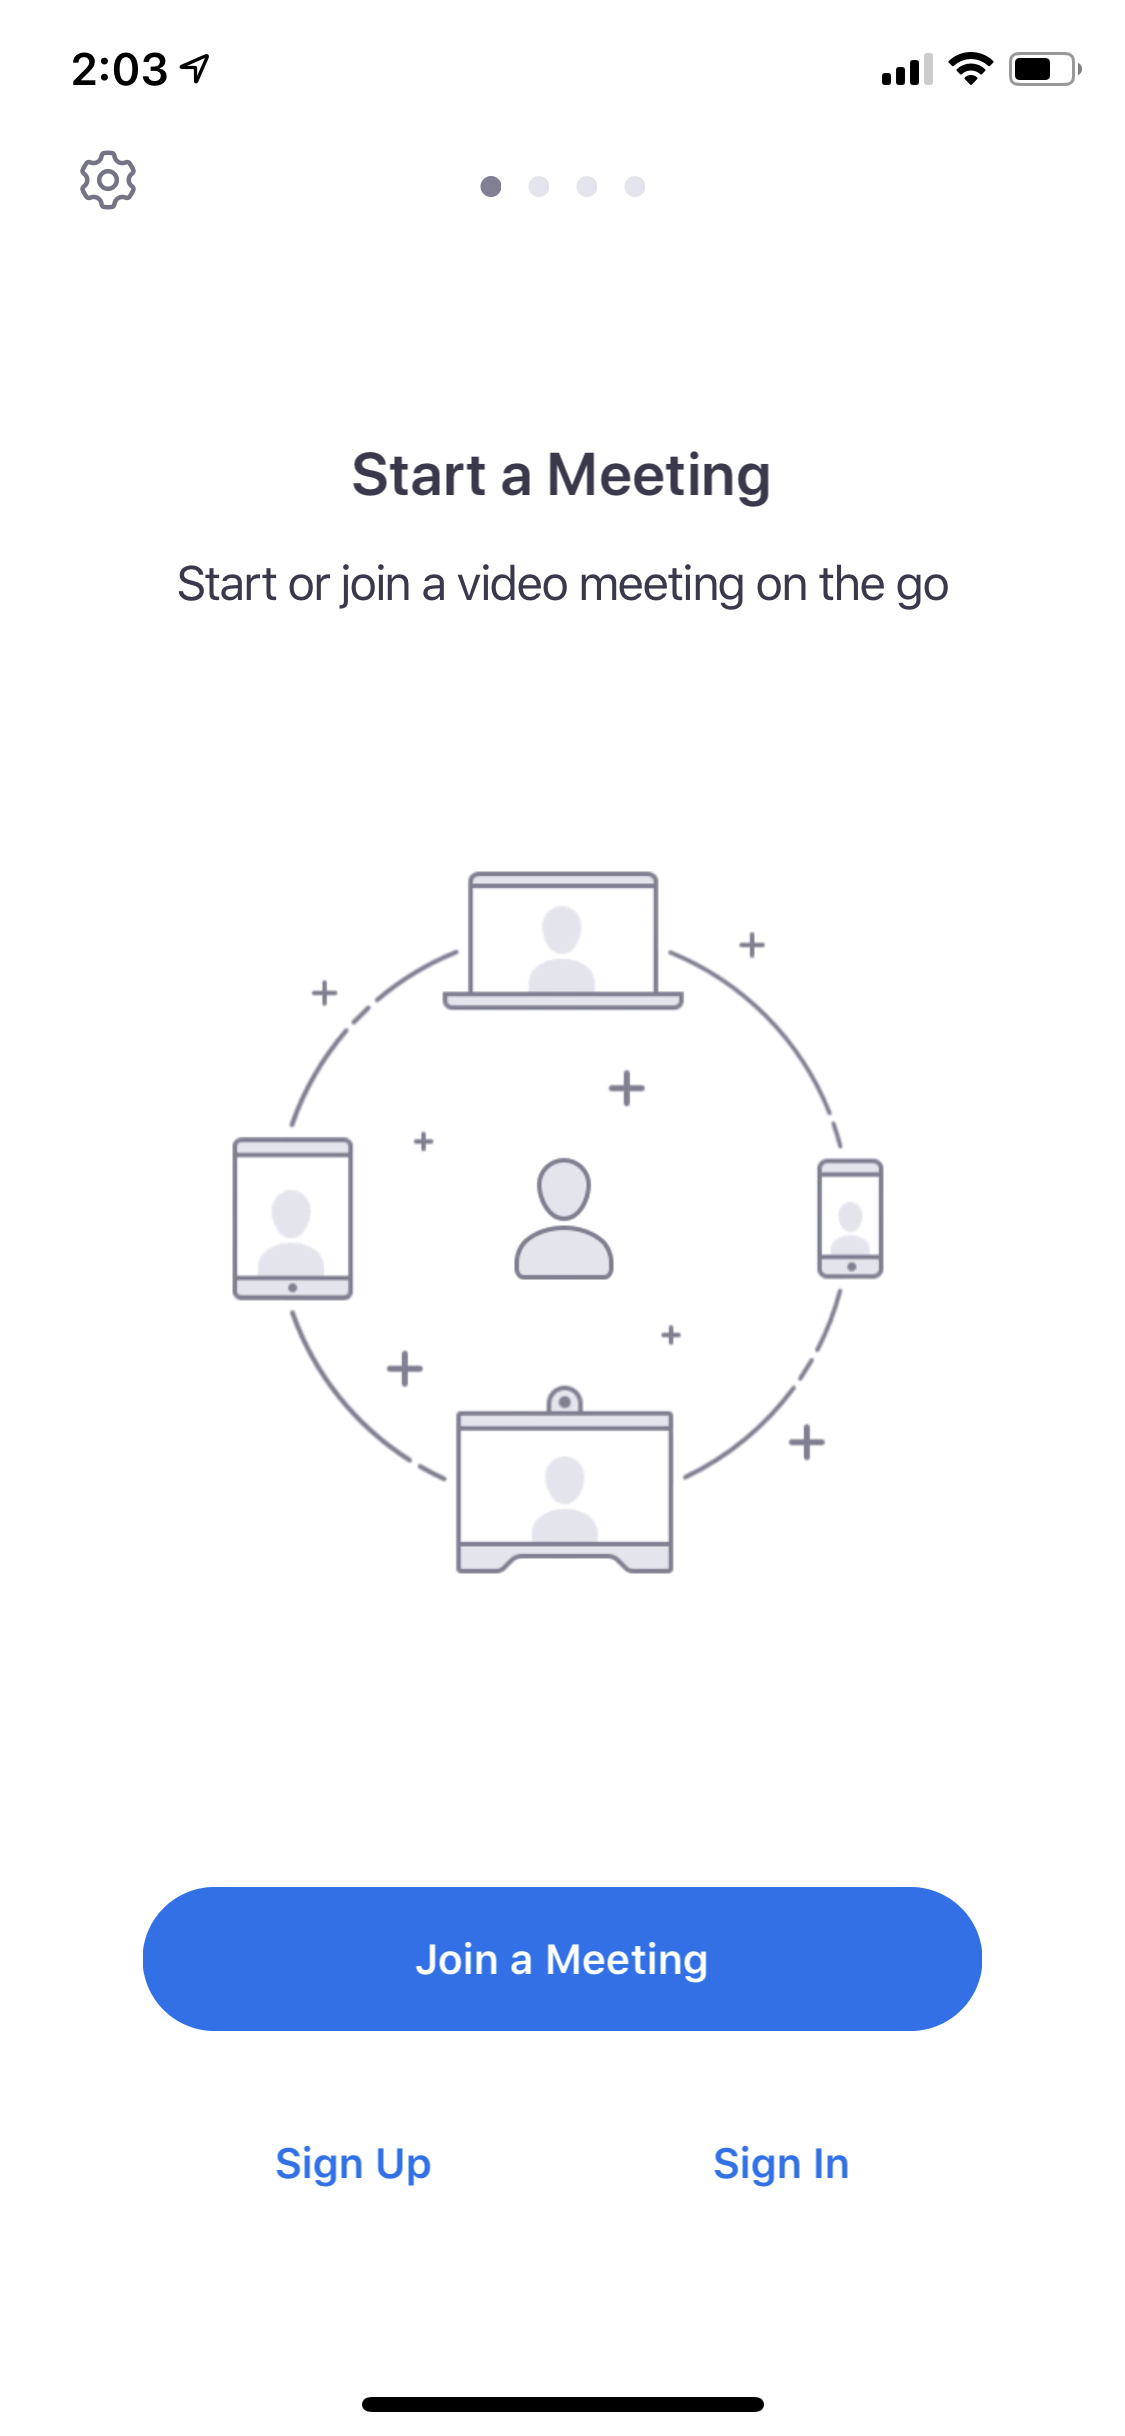 2:03
Start a Meeting
Start or join a video meeting on the go
Join a Meeting
Sign Up
Sign In